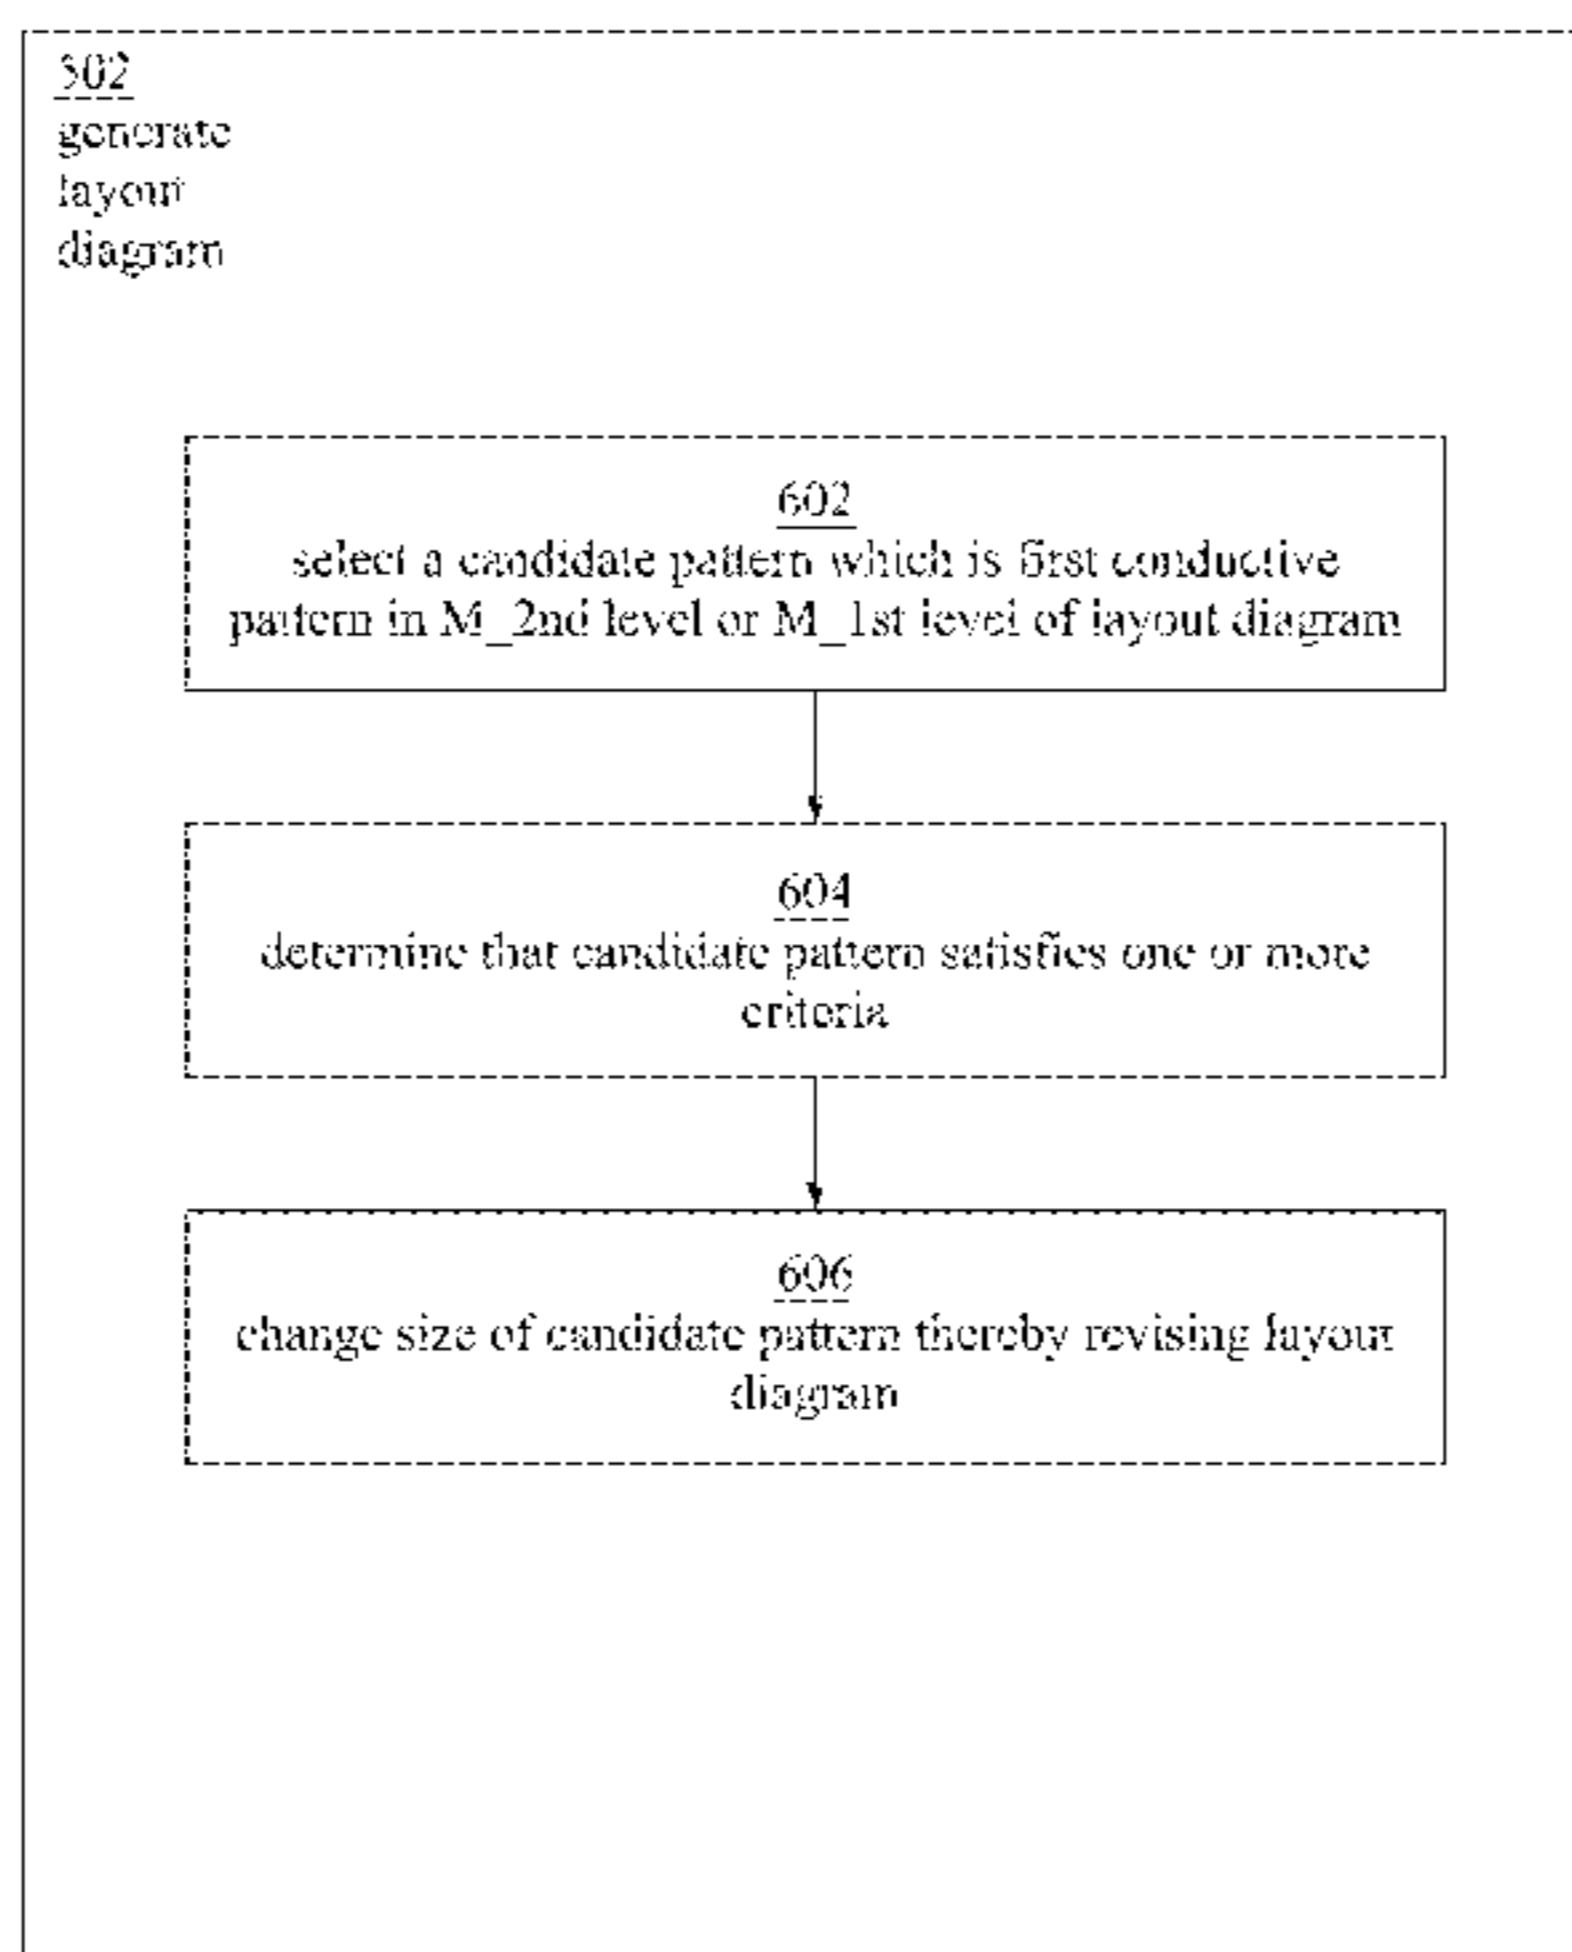 502
generate
layout
diagram
602
select a candidate pattern which is first conductive
pattern in M_2nd level or M_1st level of layout diagram
604
determine that candidate pattern satisfies one or more
criteria
606
change size of candidate pattern thereby revising layout
diagram